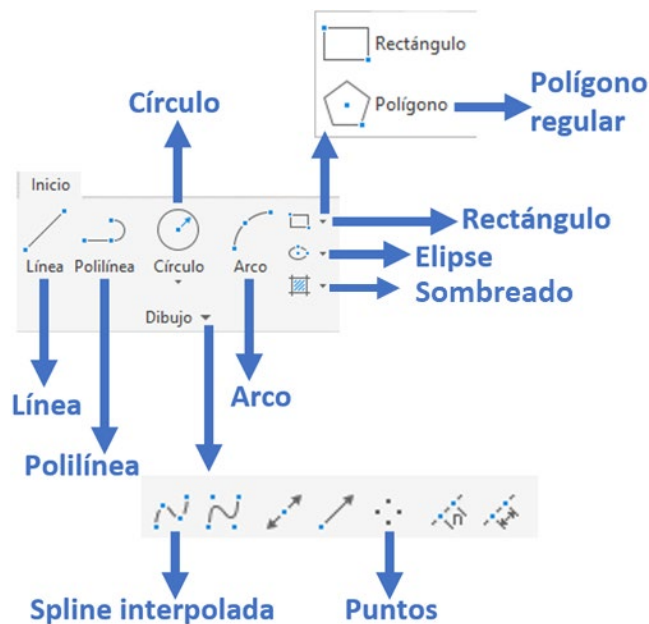 Rectángulo
Polígono
Polígono
regular
Círculo
Inicio
Línea
Polilínea
Círculo
Arco
Rectángulo
Elipse
Sombreado
Dibujo
Línea
Arco
Polilínea
n
Spline interpolada
Puntos